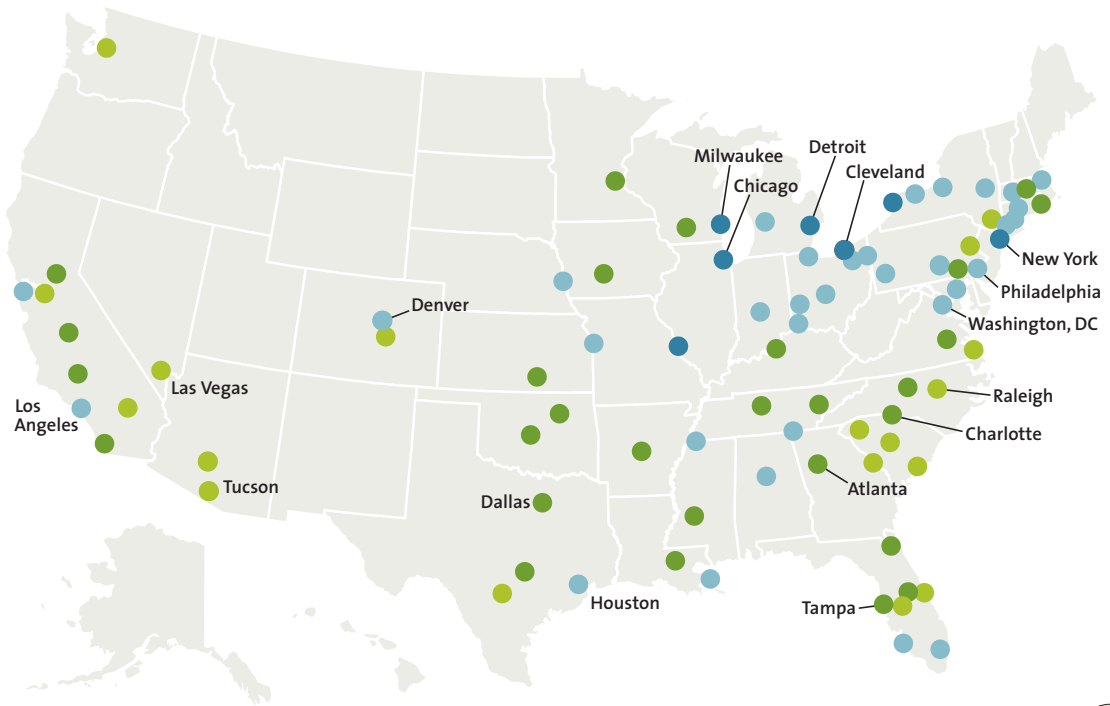 Detroit
Milwaukee
Cleveland
Chicago
New York
Philadelphia
Denver
Washington, DC
Las Vegas
Los
Angeles
Raleigh
Charlotte
Tucson
Atlanta
Dallas
Houston
Tampa